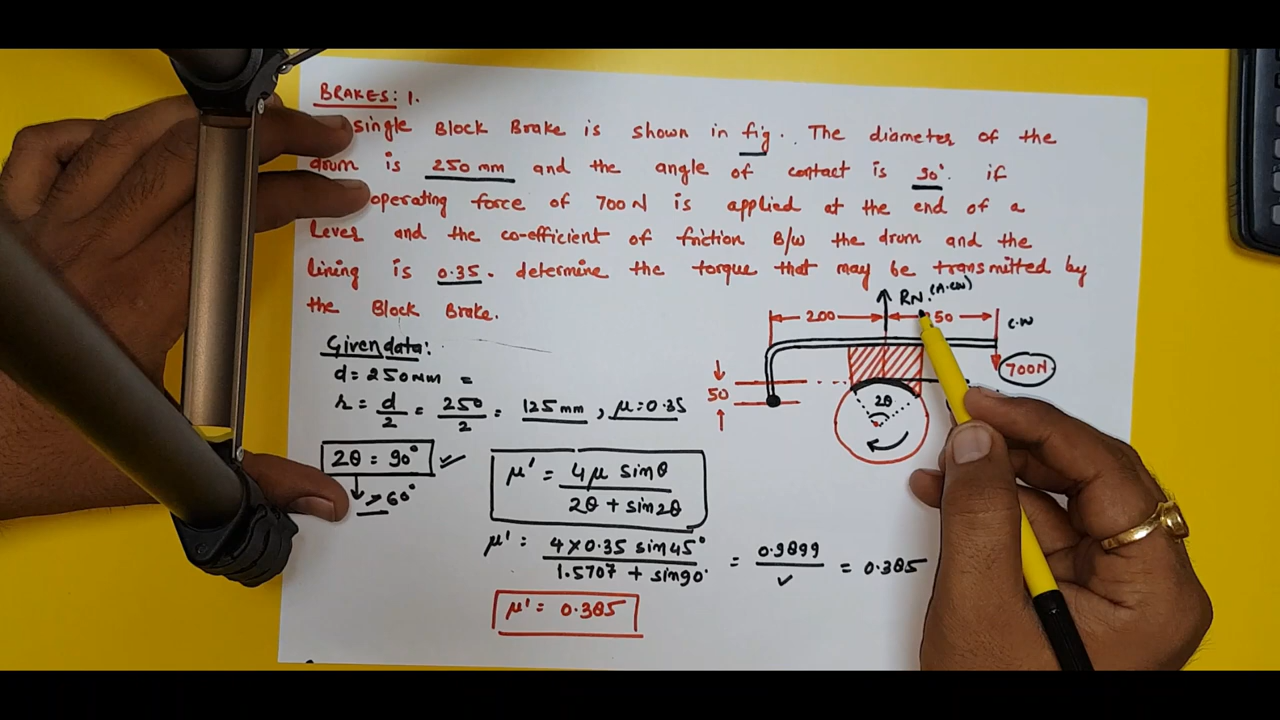 BRAKES: 1.
single Block Brake is shown in fig. The diameter of the
drum is 250 mm and the angle of contact is 90°. if
operating force of 700 N is applied at the end of a
Lever and the co-efficient of friction B/w the drum and the
lining is 0.35. determine the torque that may be transmitted by
the Block Brake.
RN. (A.CW)
200
50
C.W
700N
50
2θ
Given data:
d = 250 mm =
r = d/2 = 250/2 = 125 mm, μ = 0.35
2θ = 90°
> 60°
μ' = 4μ sinθ / 2θ + sin2θ
μ' = 4 × 0.35 sin45° / 1.5707 + sin90° = 0.9899 / ✓ = 0.385
μ' = 0.385